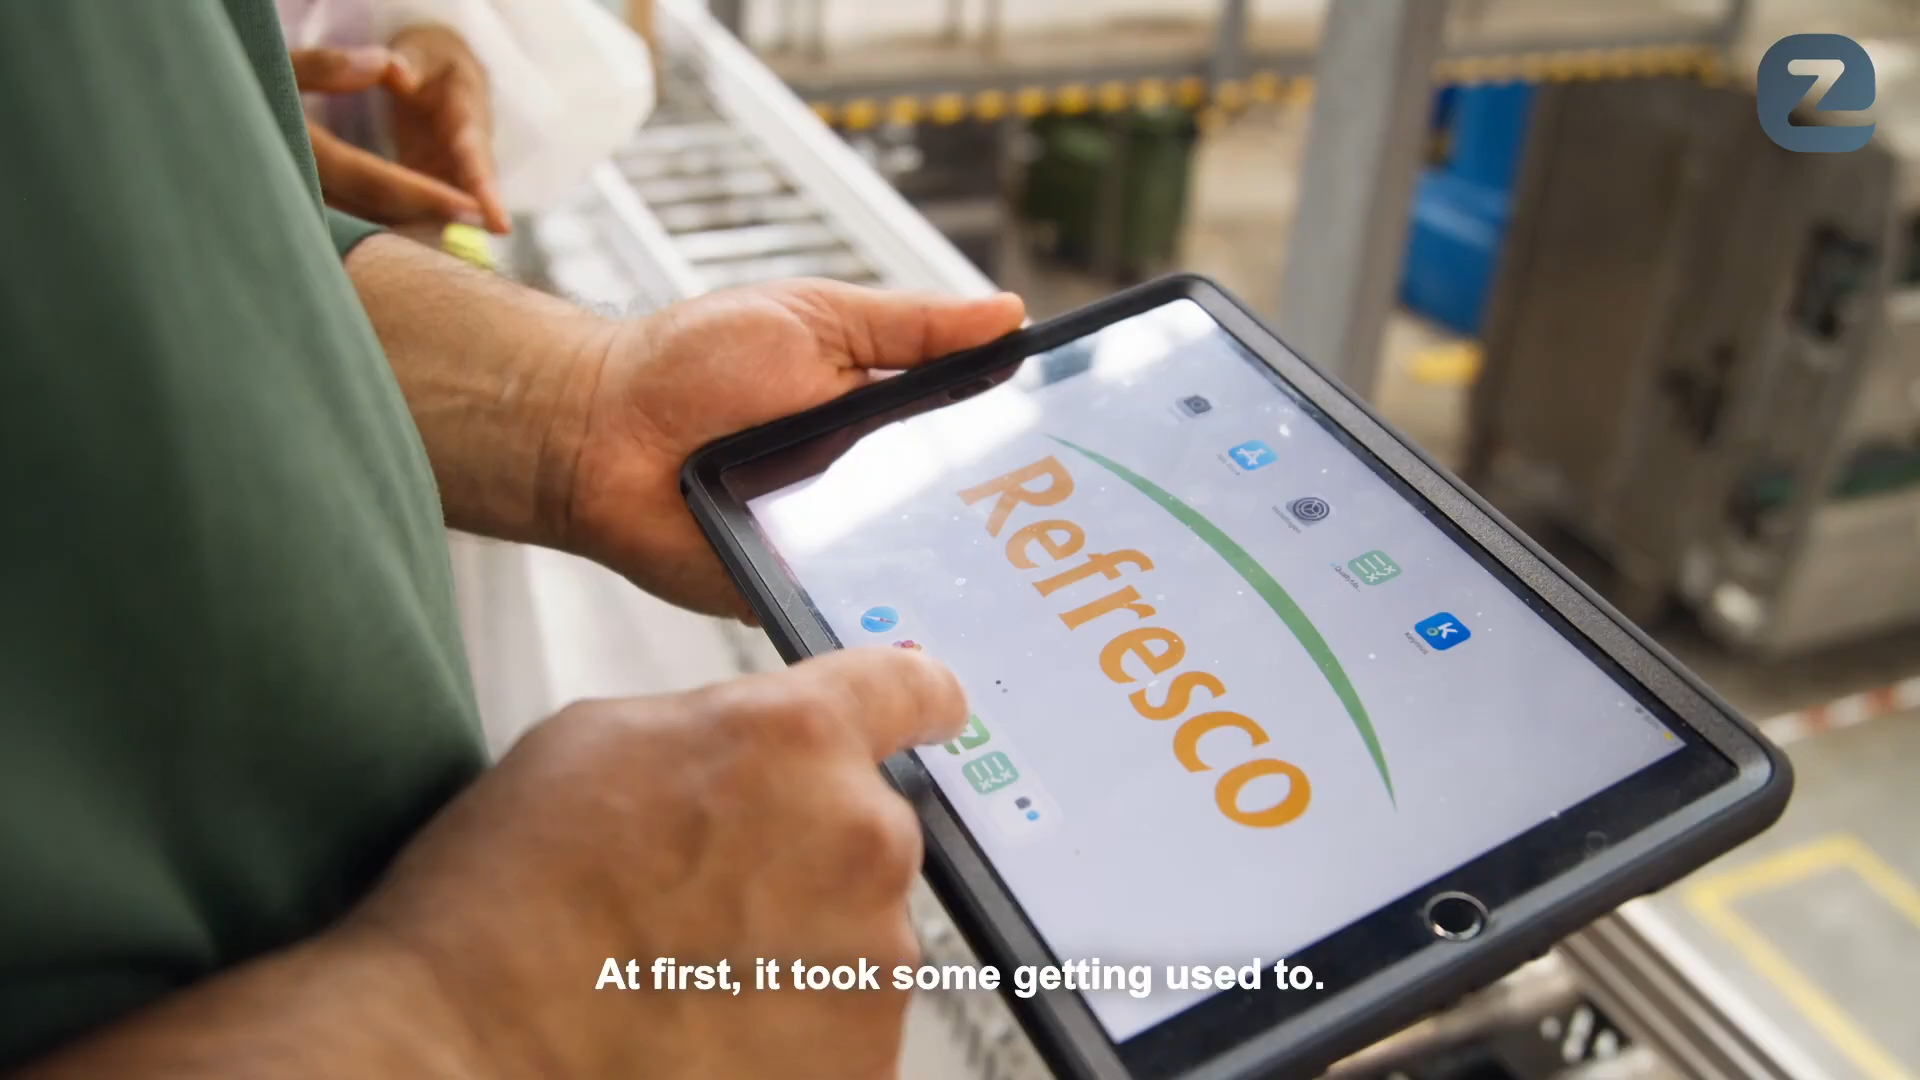 Refresco
At first, it took some getting used to.